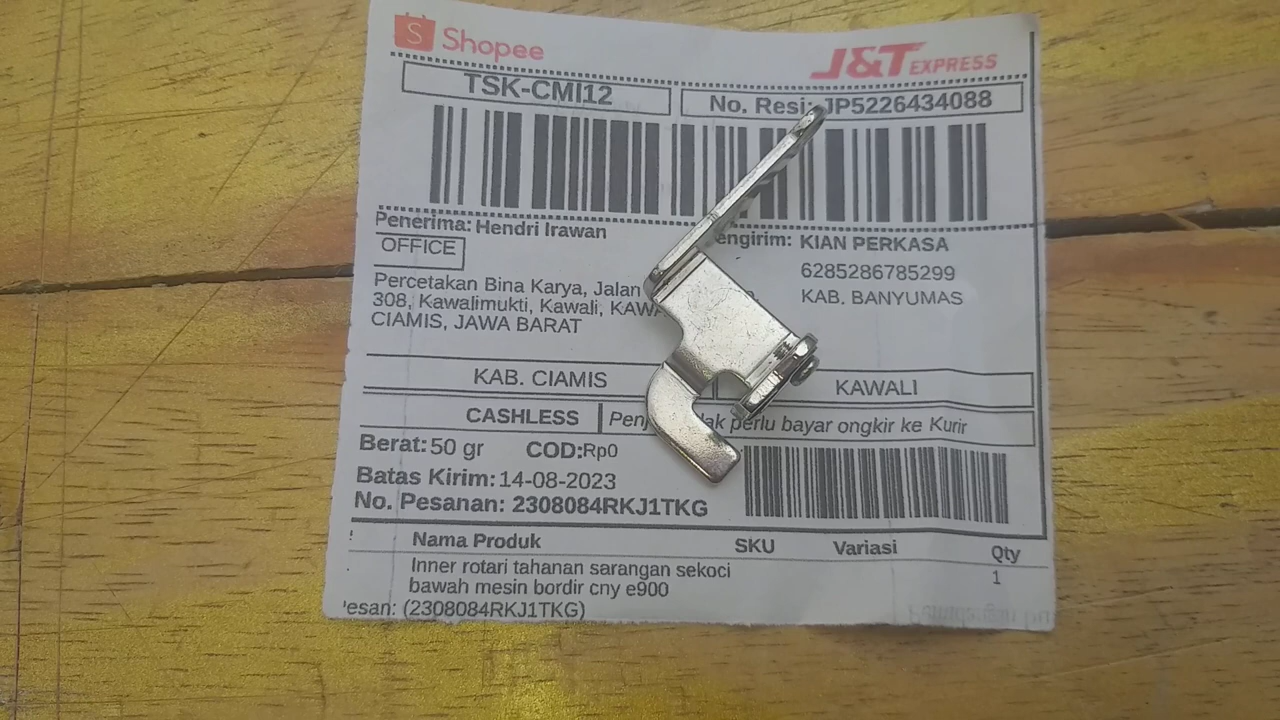 Shopee
J&T EXPRESS
TSK-CMI12
No. Resi: JP5226434088
Penerima: Hendri Irawan
engirim: KIAN PERKASA
OFFICE
6285286785299
KAB. BANYUMAS
Percetakan Bina Karya, Jalan
308, Kawalimukti, Kawali, KAWA
CIAMIS, JAWA BARAT
KAB. CIAMIS
KAWALI
CASHLESS
Penj dak perlu bayar ongkir ke Kurir
Berat: 50 gr COD:Rp0
Batas Kirim: 14-08-2023
No. Pesanan: 2308084RKJ1TKG
Nama Produk SKU Variasi Qty
Inner rotari tahanan sarangan sekoci 1
bawah mesin bordir cny e900
esan: (2308084RKJ1TKG)